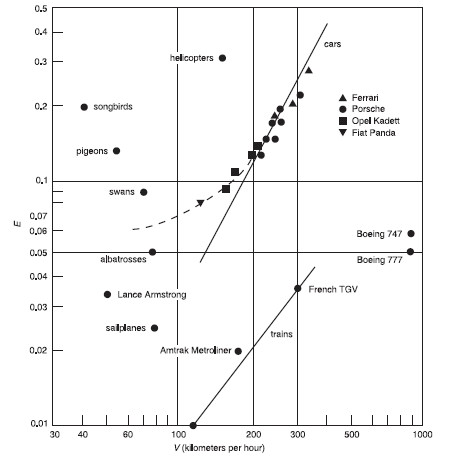 0.5
0.4
0.3
0.2
0.1
0.07
0.06
0.05
0.04
0.03
0.02
0.01
E
helicopters
cars
songbirds
Ferrari
Porsche
Opel Kadett
Fiat Panda
pigeons
swans
Boeing 747
albatrosses
Boeing 777
Lance Armstrong
French TGV
sailplanes
trains
Amtrak Metroliner
30 40 60 80 100 200 300 500 1000
V (kilometers per hour)